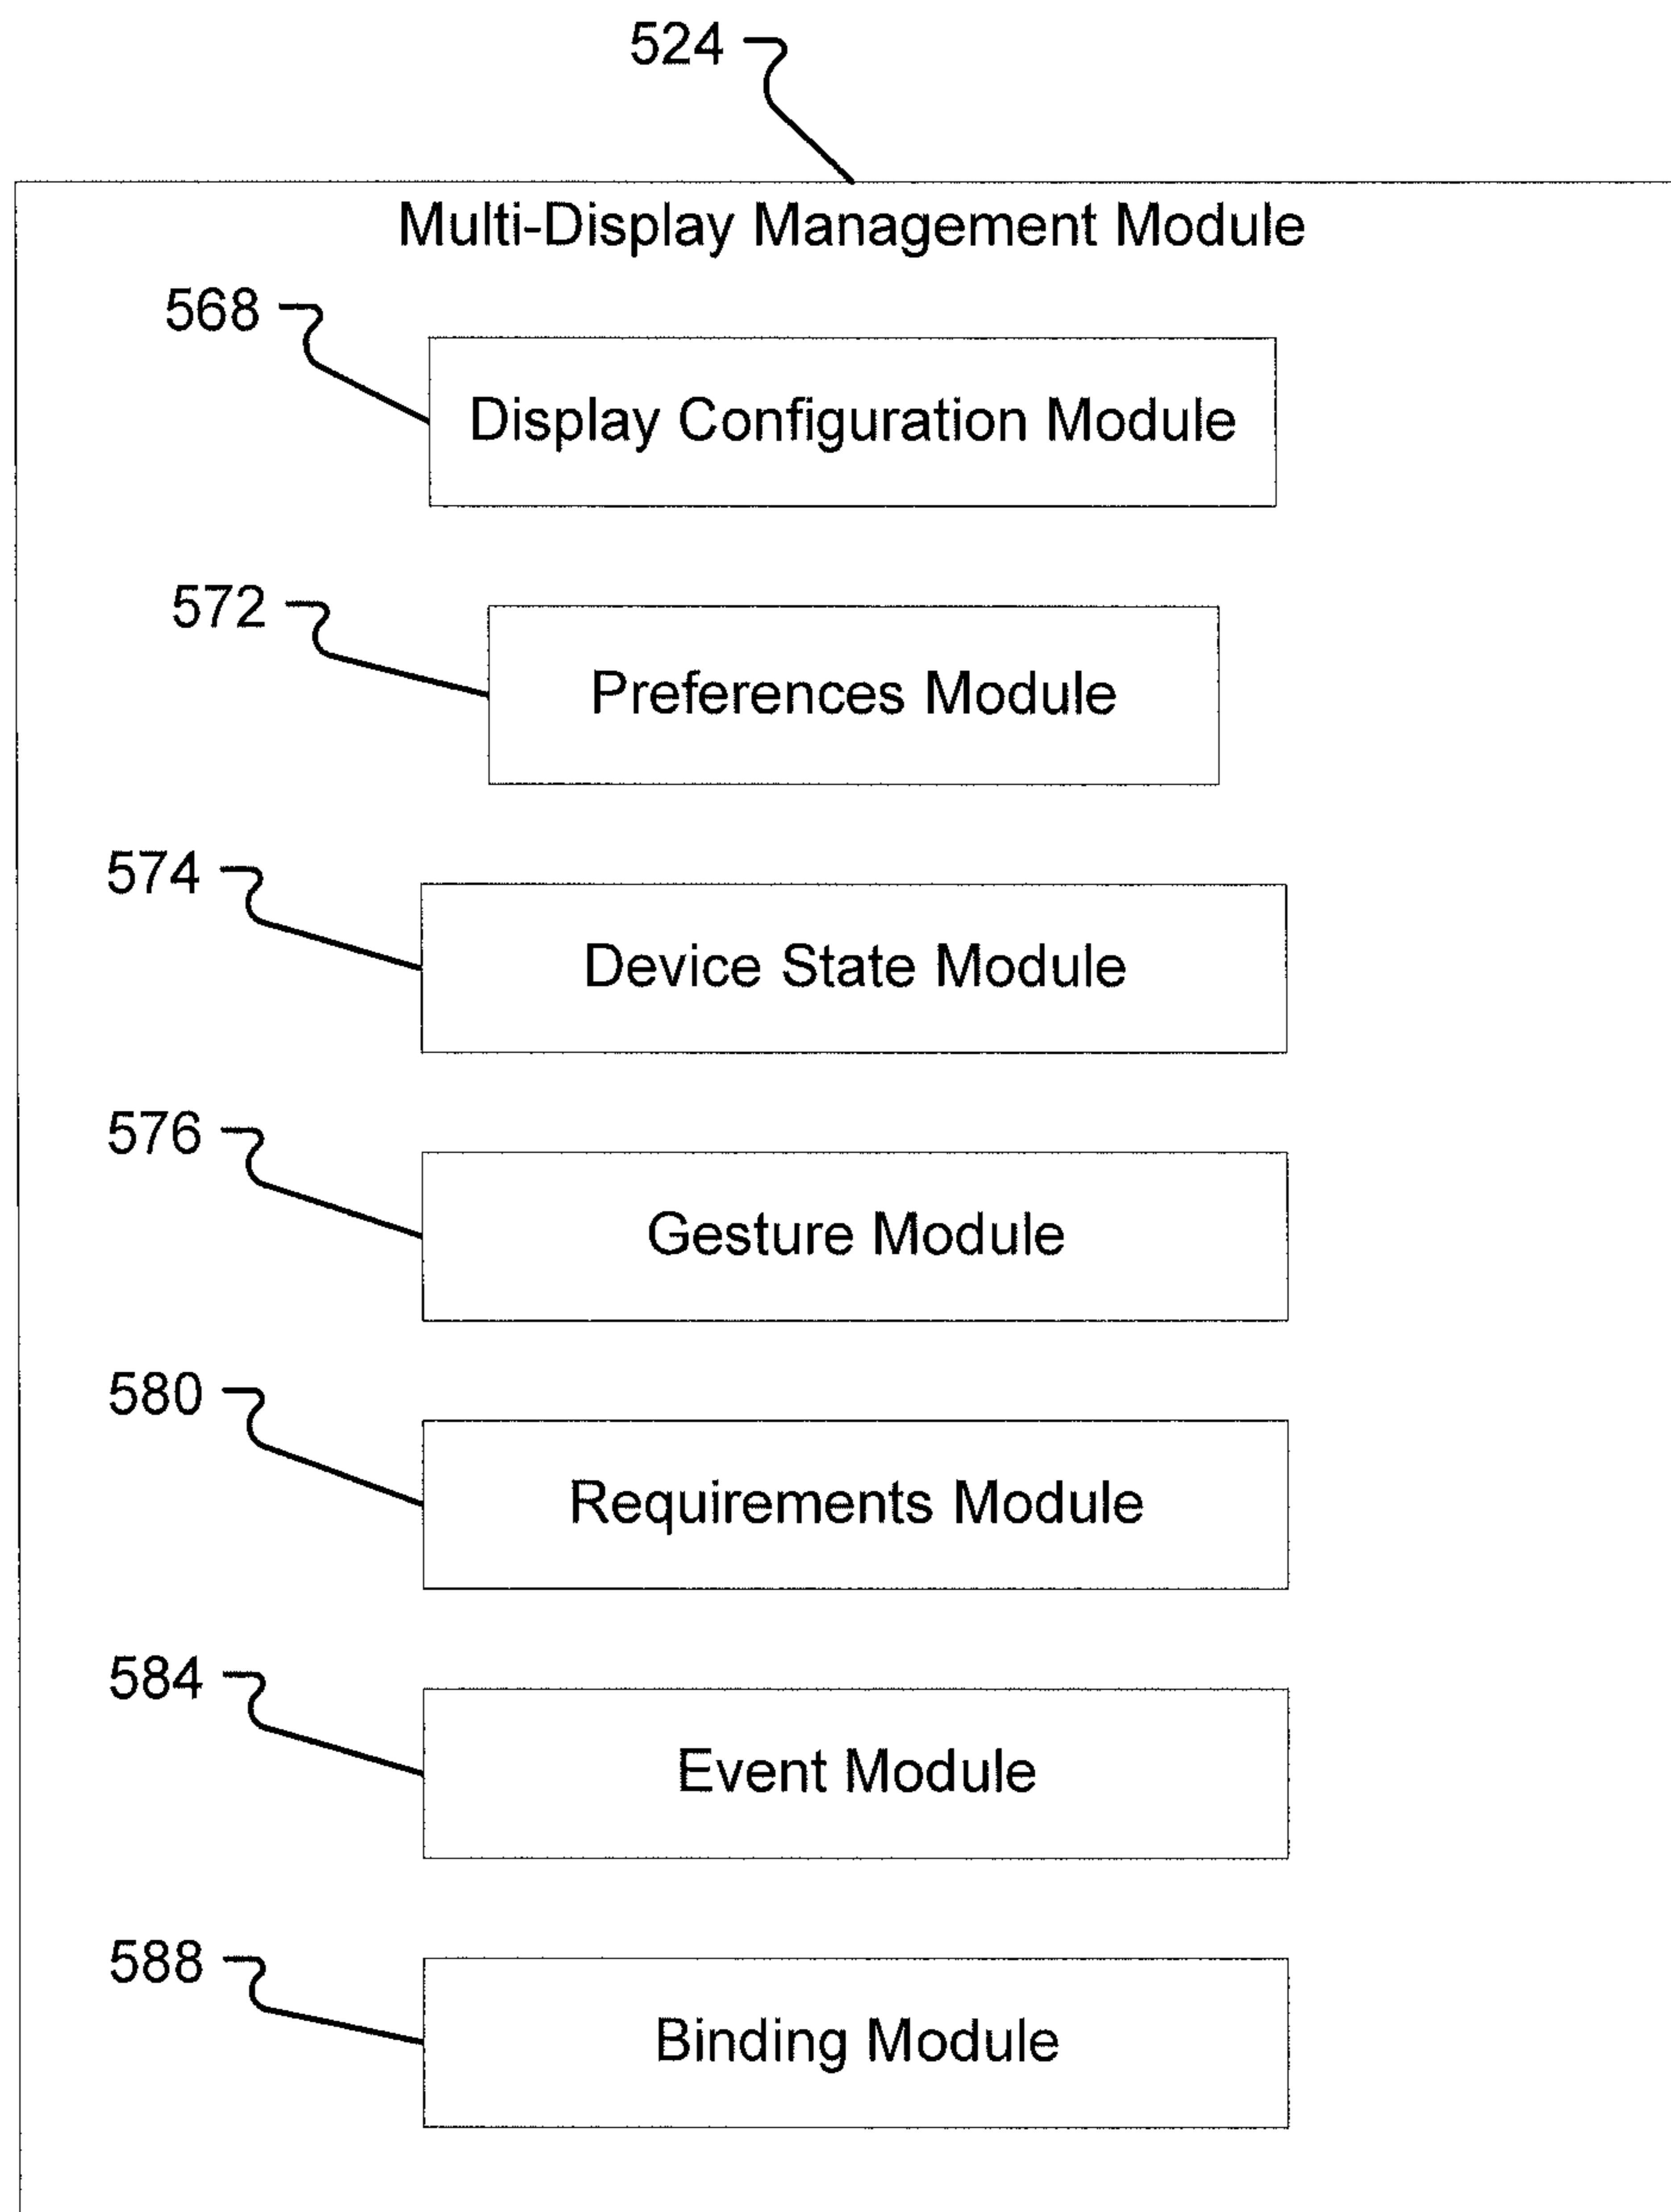 524
Multi-Display Management Module
568
Display Configuration Module
572
Preferences Module
574
Device State Module
576
Gesture Module
580
Requirements Module
584
Event Module
588
Binding Module